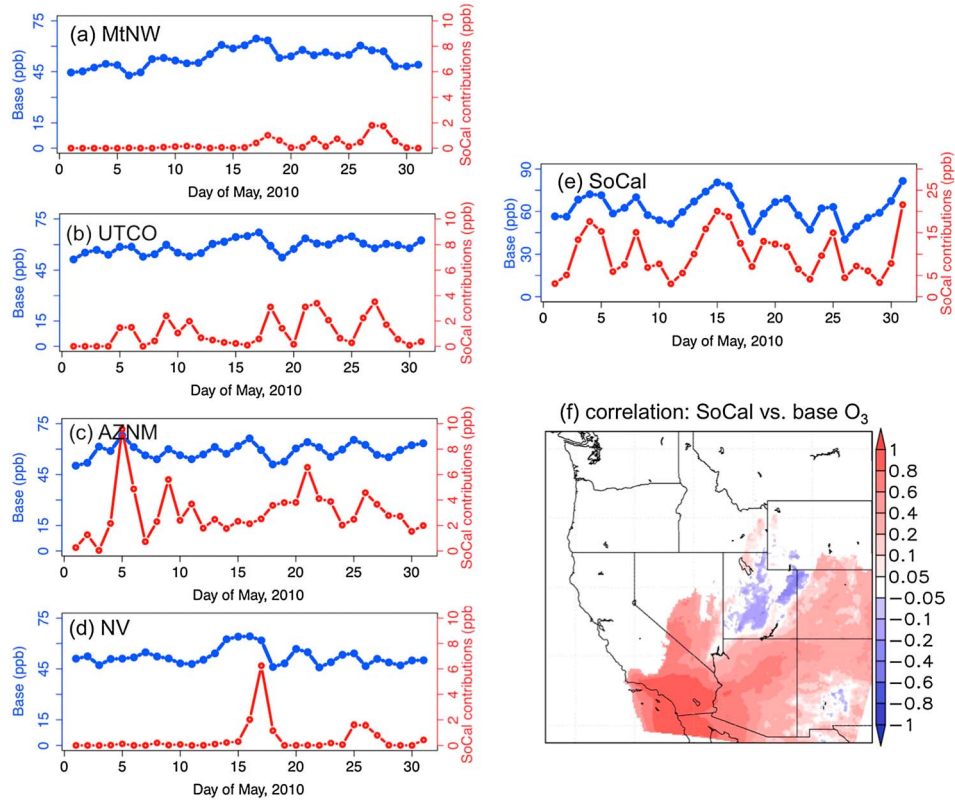 (a) MtNW
Base (ppb)
75
45
15
0
SoCal contributions (ppb)
10
8
6
4
2
0
0 5 10 15 20 25 30
Day of May, 2010
(b) UTCO
Base (ppb)
75
45
15
0
SoCal contributions (ppb)
10
8
6
4
2
0
0 5 10 15 20 25 30
Day of May, 2010
(c) AZNM
Base (ppb)
75
45
15
0
SoCal contributions (ppb)
10
8
6
4
2
0
0 5 10 15 20 25 30
Day of May, 2010
(d) NV
Base (ppb)
75
45
15
0
SoCal contributions (ppb)
10
8
6
4
2
0
0 5 10 15 20 25 30
Day of May, 2010
(e) SoCal
Base (ppb)
90
60
30
0
SoCal contributions (ppb)
25
15
5
0
0 5 10 15 20 25 30
Day of May, 2010
(f) correlation: SoCal vs. base O3
1
0.8
0.6
0.4
0.2
0.1
0.05
−0.05
−0.1
−0.2
−0.4
−0.6
−0.8
−1